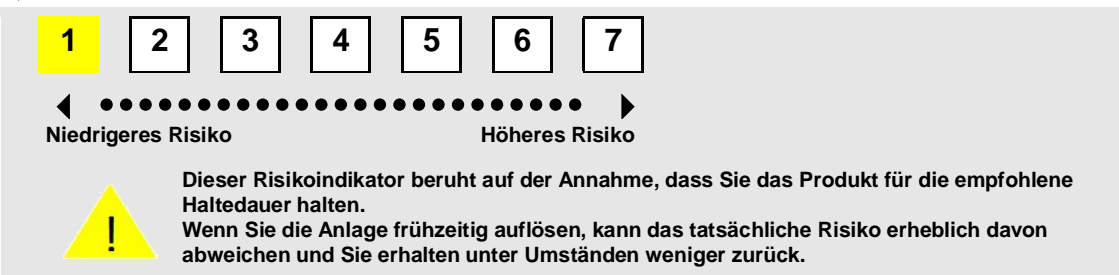 1 2 3 4 5 6 7
Niedrigeres Risiko Höheres Risiko
Dieser Risikoindikator beruht auf der Annahme, dass Sie das Produkt für die empfohlene
Haltedauer halten.
Wenn Sie die Anlage frühzeitig auflösen, kann das tatsächliche Risiko erheblich davon
abweichen und Sie erhalten unter Umständen weniger zurück.
!